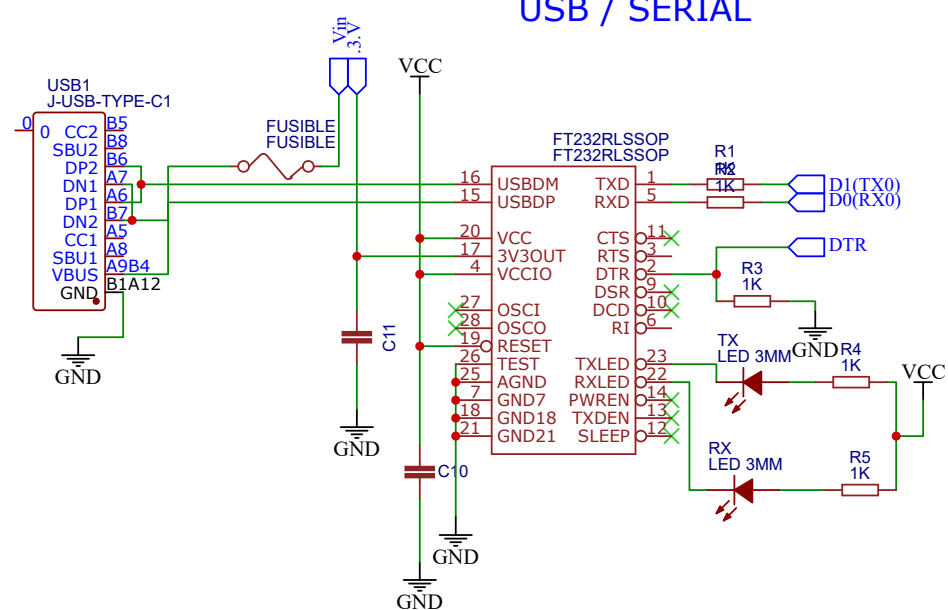 USB / SERIAL
Vin
.3.V
VCC
USB1
J-USB-TYPE-C1
0
0
CC2 B5
SBU2 B8
DP2 B6
DN1 A7
DP1 A6
DN2 B7
CC1 A5
SBU1 A8
VBUS A9B4
GND B1A12
GND
FUSIBLE
FUSIBLE
FT232RLSSOP
FT232RLSSOP
16 USBDM
15 USBDP
20 VCC
17 3V3OUT
4 VCCIO
27 OSCI
28 OSCO
19 RESET
26 TEST
25 AGND
7 GND7
18 GND18
21 GND21
TXD 1
RXD 5
CTS 11
RTS 3
DTR 2
DSR 9
DCD 10
RI 6
TXLED 23
RXLED 22
PWREN 14
TXDEN 13
SLEEP 12
R1
1K
R2
1K
D1(TX0)
D0(RX0)
DTR
R3
1K
GND
TX
LED 3MM
R4
1K
VCC
RX
LED 3MM
R5
1K
C11
GND
C10
GND
GND